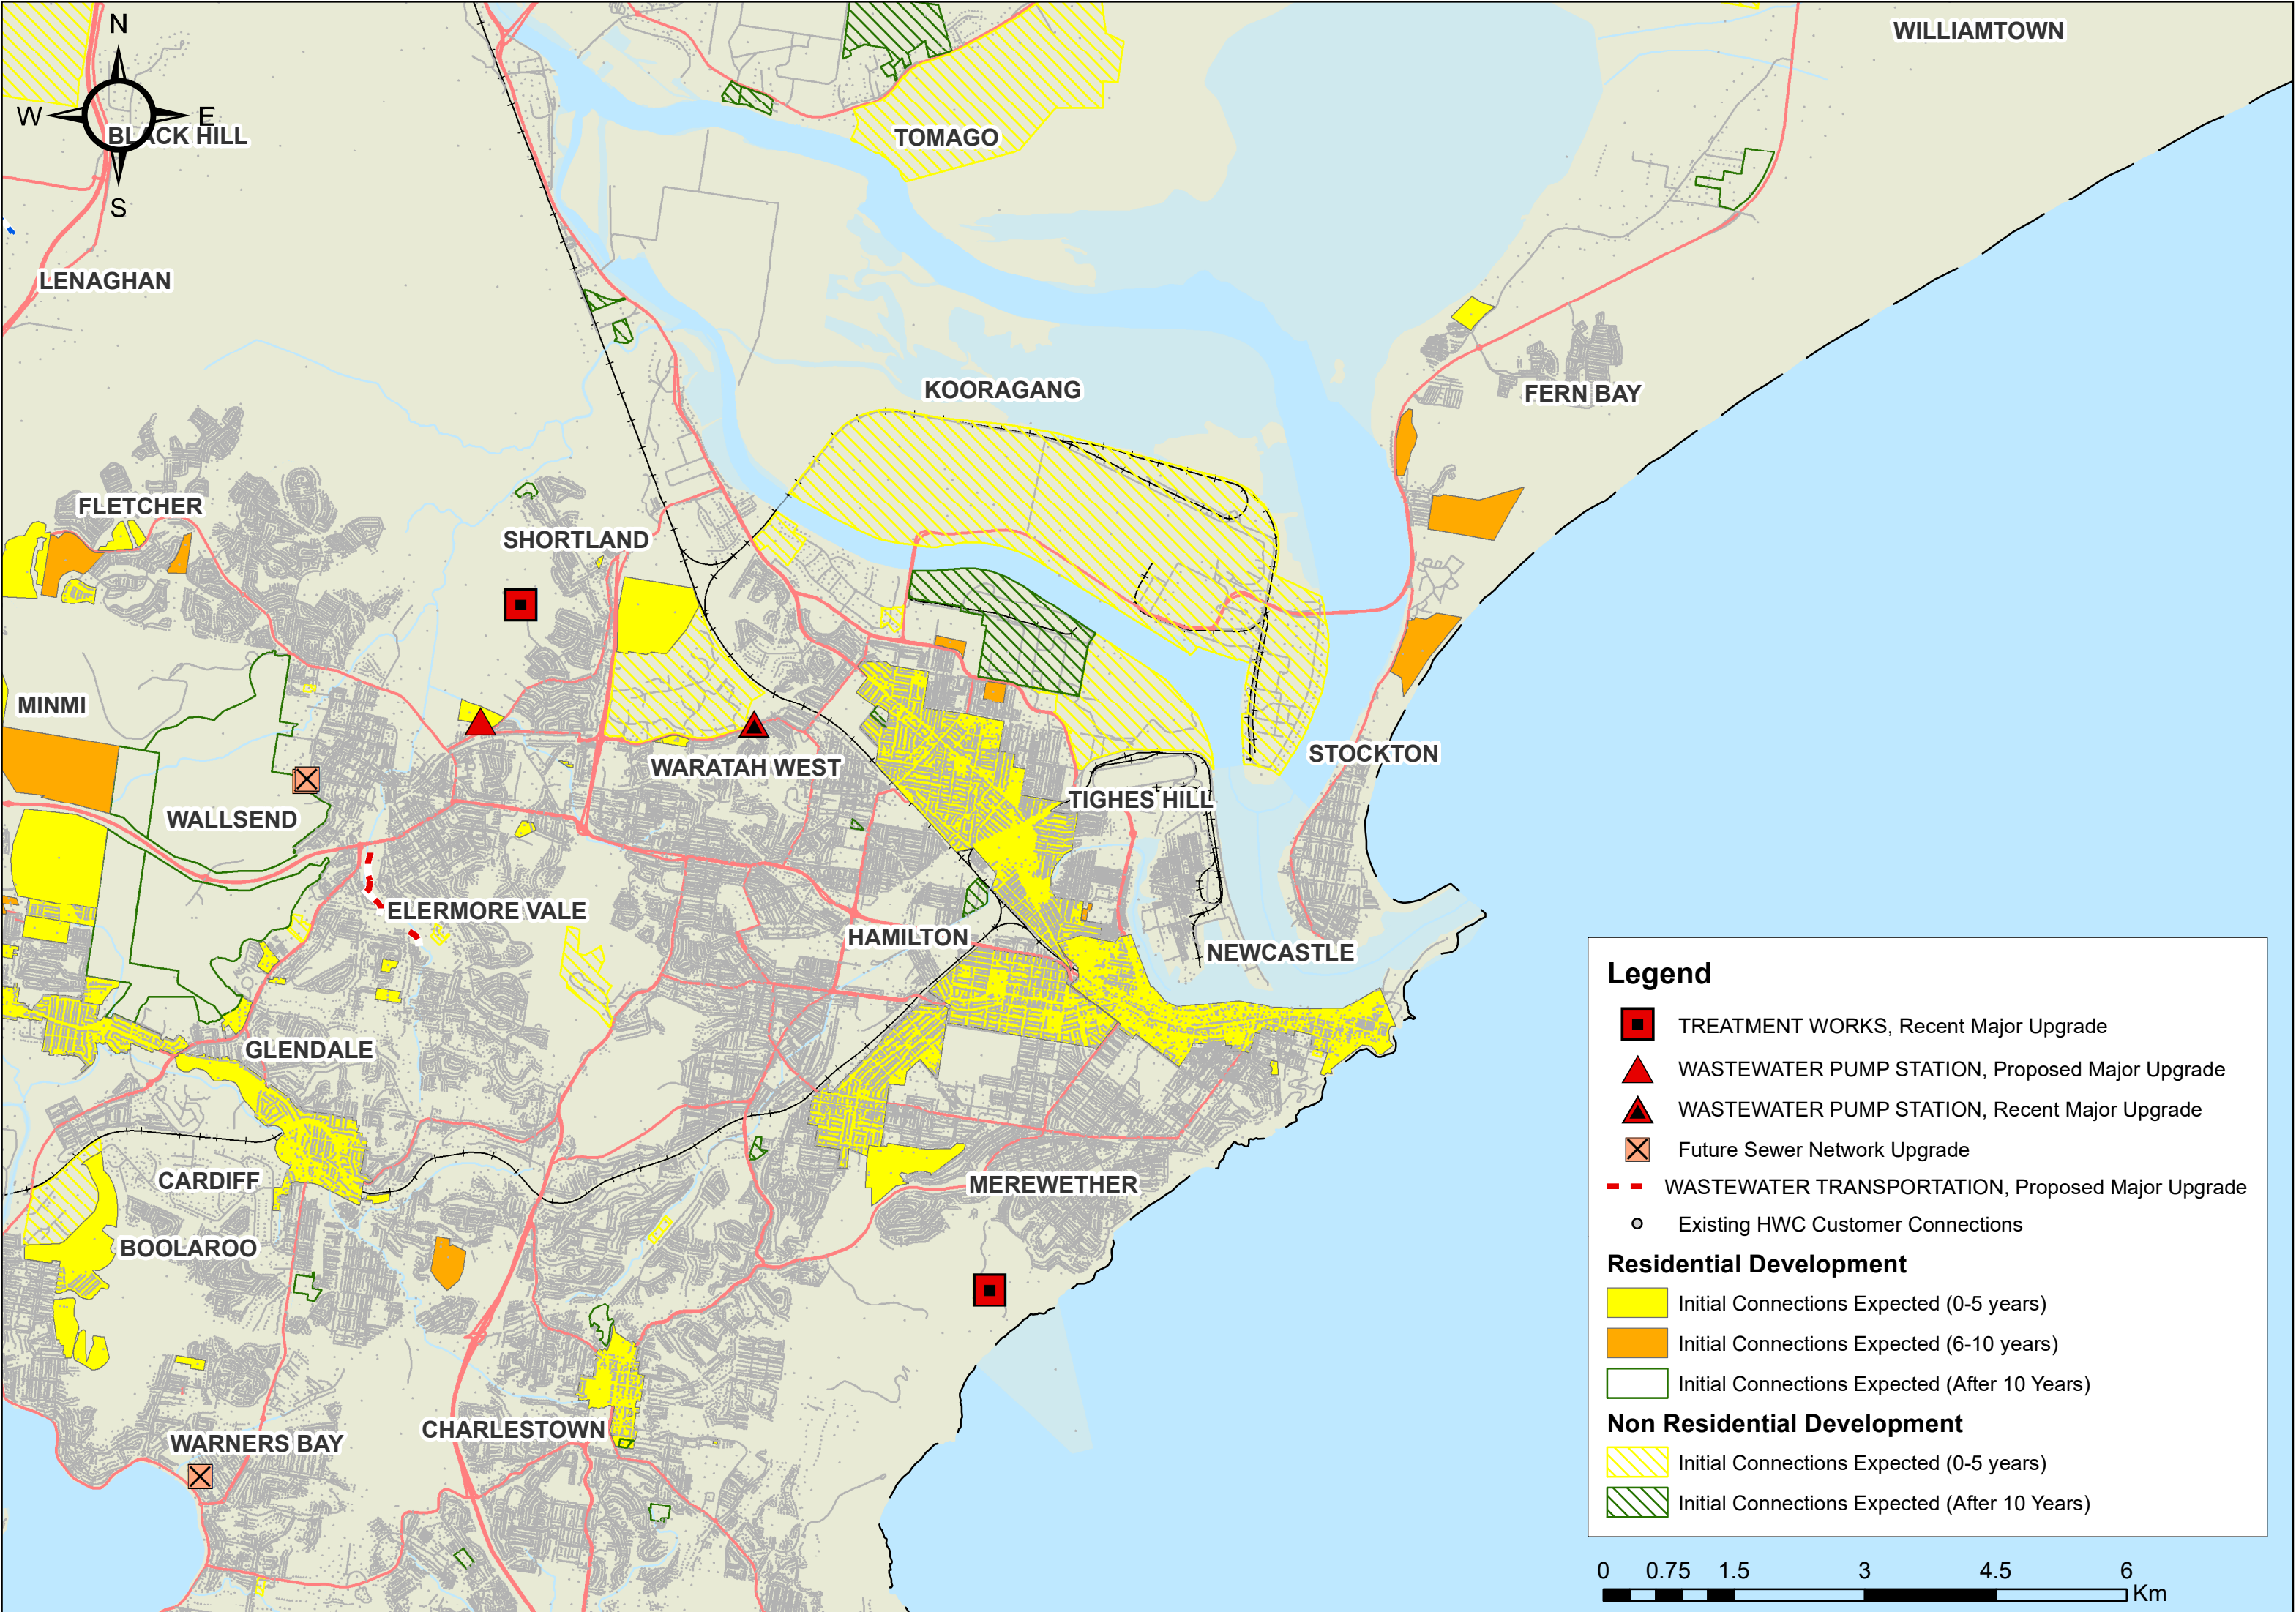 N
W
E
S
BLACK HILL
WILLIAMTOWN
TOMAGO
LENAGHAN
KOORAGANG
FERN BAY
FLETCHER
SHORTLAND
MINMI
WARATAH WEST
STOCKTON
TIGHES HILL
WALLSEND
ELERMORE VALE
HAMILTON
NEWCASTLE
GLENDALE
CARDIFF
MEREWETHER
BOOLAROO
CHARLESTOWN
WARNERS BAY
Legend
TREATMENT WORKS, Recent Major Upgrade
WASTEWATER PUMP STATION, Proposed Major Upgrade
WASTEWATER PUMP STATION, Recent Major Upgrade
Future Sewer Network Upgrade
WASTEWATER TRANSPORTATION, Proposed Major Upgrade
Existing HWC Customer Connections
Residential Development
Initial Connections Expected (0-5 years)
Initial Connections Expected (6-10 years)
Initial Connections Expected (After 10 Years)
Non Residential Development
Initial Connections Expected (0-5 years)
Initial Connections Expected (After 10 Years)
0 0.75 1.5 3 4.5 6
Km